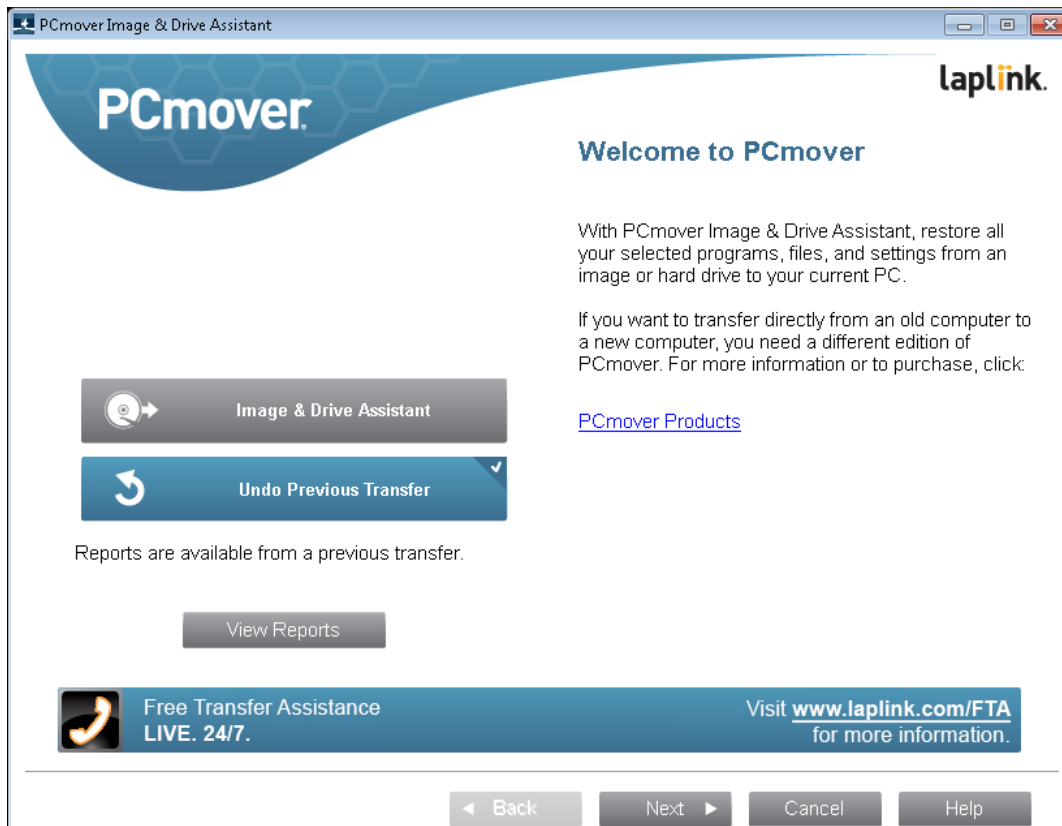 PCmover Image & Drive Assistant
PCmover.
laplink.
Welcome to PCmover
With PCmover Image & Drive Assistant, restore all
your selected programs, files, and settings from an
image or hard drive to your current PC.
If you want to transfer directly from an old computer to
a new computer, you need a different edition of
PCmover. For more information or to purchase, click:
PCmover Products
Image & Drive Assistant
Undo Previous Transfer
Reports are available from a previous transfer.
View Reports
Free Transfer Assistance
LIVE. 24/7.
Visit www.laplink.com/FTA
for more information.
Back
Next
Cancel
Help